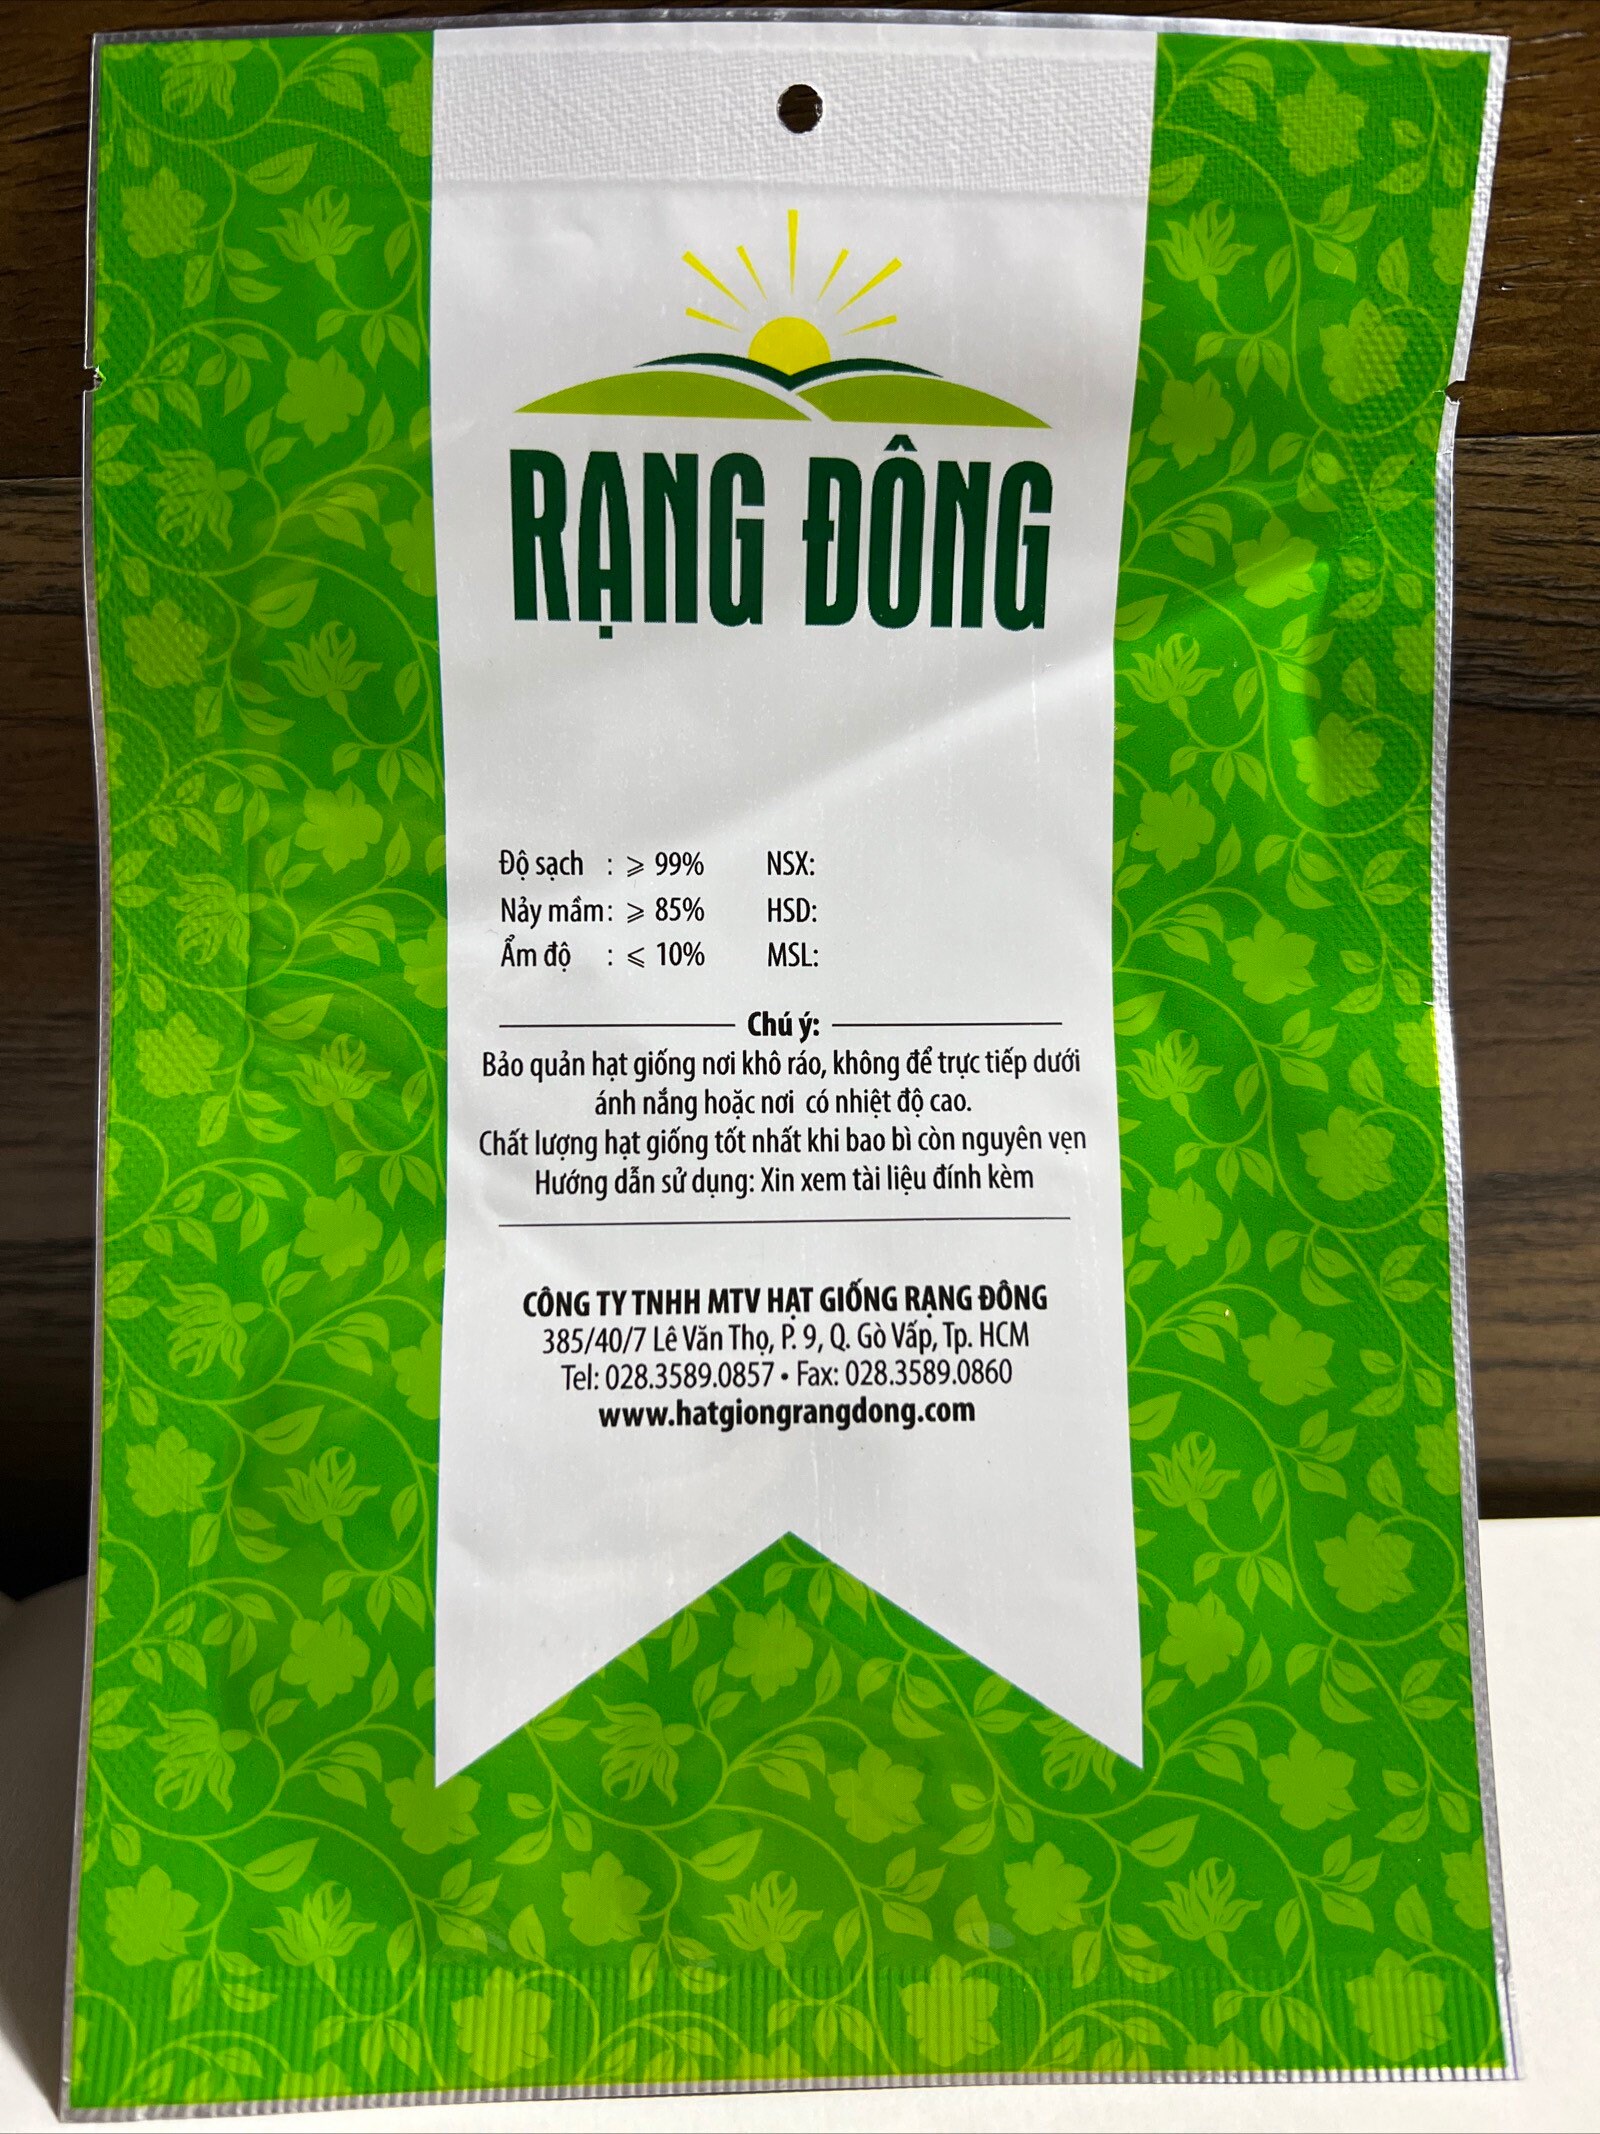 RẠNG ĐÔNG
Độ sạch : ⩾ 99% NSX:
Nảy mầm: ⩾ 85% HSD:
Ẩm độ : ⩽ 10% MSL:
Chú ý:
Bảo quản hạt giống nơi khô ráo, không để trực tiếp dưới
ánh nắng hoặc nơi có nhiệt độ cao.
Chất lượng hạt giống tốt nhất khi bao bì còn nguyên vẹn
Hướng dẫn sử dụng: Xin xem tài liệu đính kèm
CÔNG TY TNHH MTV HẠT GIỐNG RẠNG ĐÔNG
385/40/7 Lê Văn Thọ, P. 9, Q. Gò Vấp, Tp. HCM
Tel: 028.3589.0857 • Fax: 028.3589.0860
www.hatgiongrangdong.com